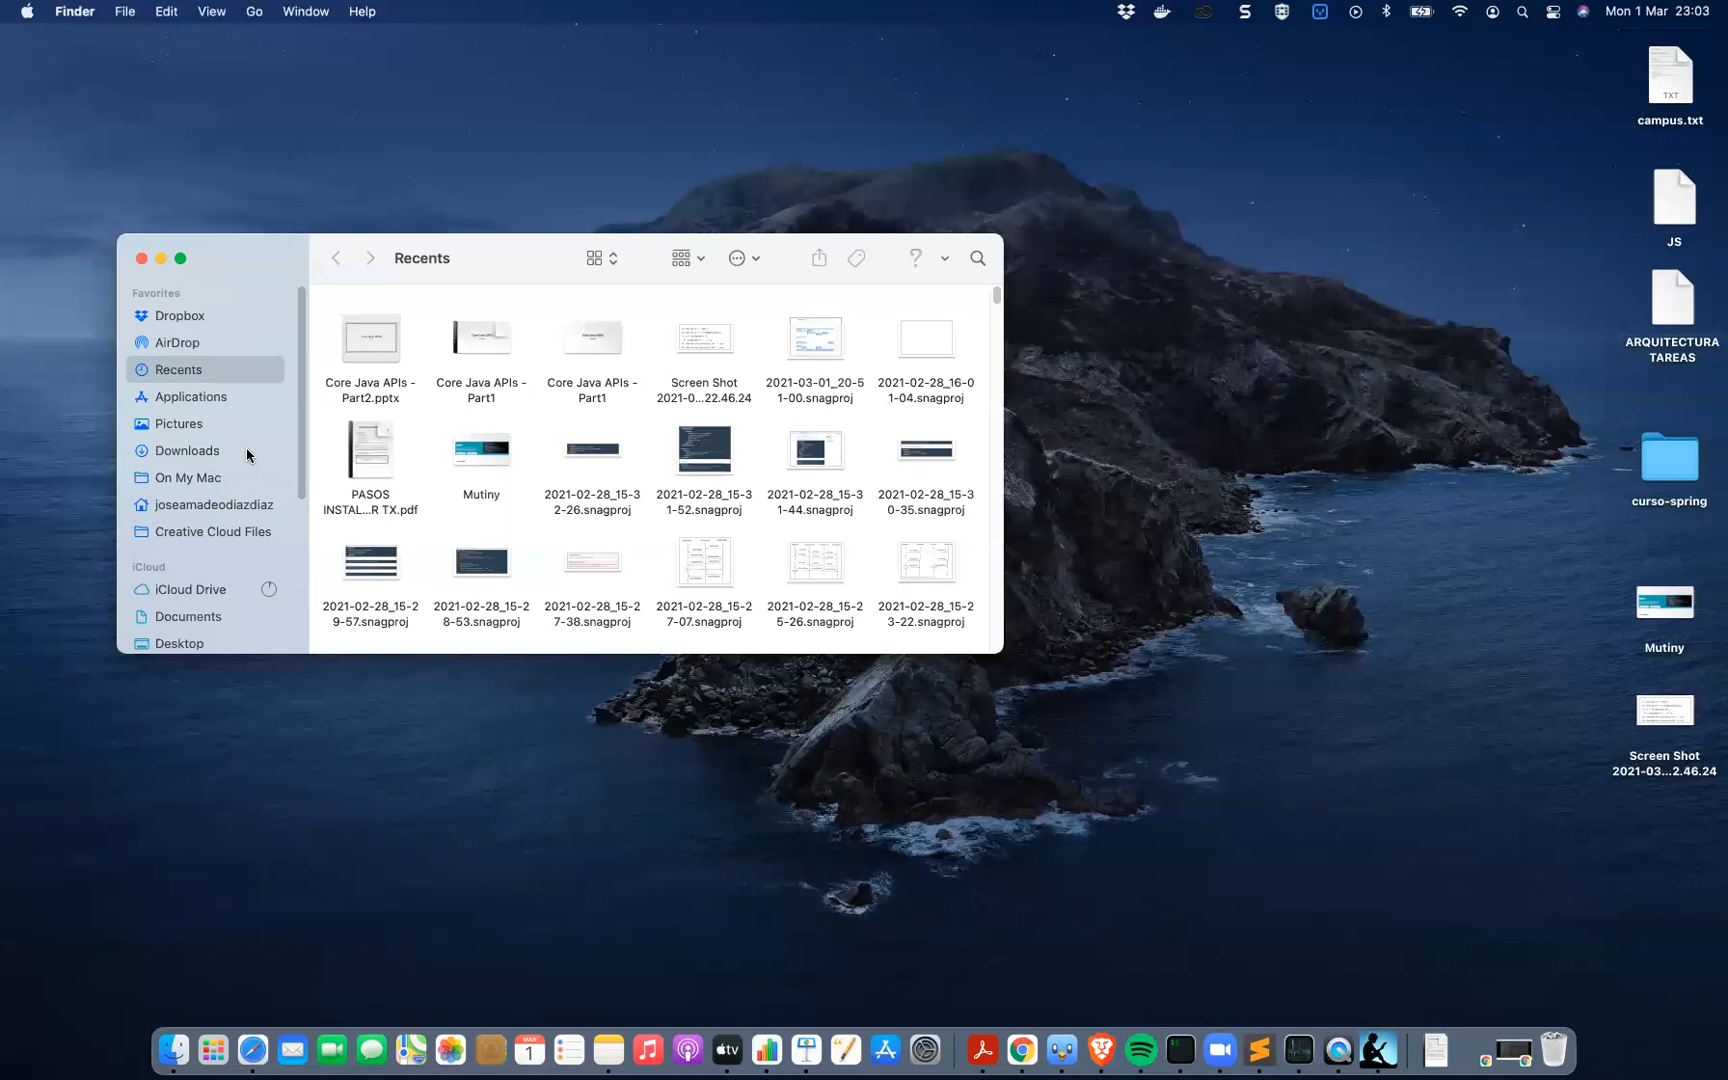 Finder File Edit View Go Window Help
Mon 1 Mar 23:03
Recents
Favorites
Dropbox
AirDrop
Recents
Applications
Pictures
Downloads
On My Mac
joseamadeodiazdiaz
Creative Cloud Files
iCloud
iCloud Drive
Documents
Desktop
Core Java APIs -
Part2.pptx
Core Java APIs -
Part1
Core Java APIs -
Part1
Screen Shot
2021-0...22.46.24
2021-03-01_20-5
1-00.snagproj
2021-02-28_16-0
1-04.snagproj
PASOS
INSTAL...R TX.pdf
Mutiny
2021-02-28_15-3
2-26.snagproj
2021-02-28_15-3
1-52.snagproj
2021-02-28_15-3
1-44.snagproj
2021-02-28_15-3
0-35.snagproj
2021-02-28_15-2
9-57.snagproj
2021-02-28_15-2
8-53.snagproj
2021-02-28_15-2
7-38.snagproj
2021-02-28_15-2
7-07.snagproj
2021-02-28_15-2
5-26.snagproj
2021-02-28_15-2
3-22.snagproj
TXT
campus.txt
JS
ARQUITECTURA
TAREAS
curso-spring
Mutiny
Screen Shot
2021-03...2.46.24
MAR
1
tv